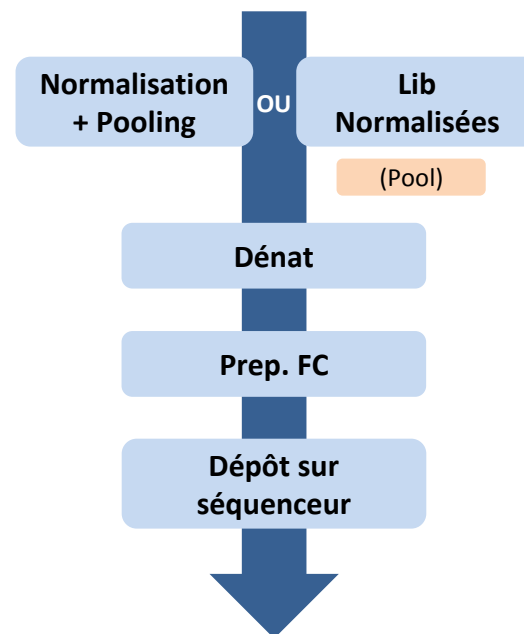 Normalisation
+ Pooling
OU
Lib
Normalisées
(Pool)
Dénat
Prep. FC
Dépôt sur
séquenceur